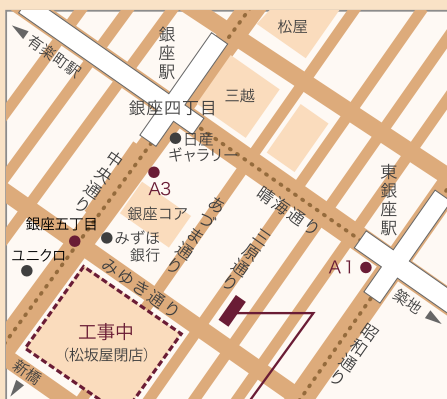 松屋
銀座駅
有楽町駅
三越
銀座四丁目
日産
ギャラリー
中央通り
A3
東銀座駅
晴海通り
あづま通り
銀座コア
三原通り
銀座五丁目
みずほ
銀行
ユニクロ
A1
みゆき通り
築地
工事中
(松坂屋閉店)
昭和通り
新橋